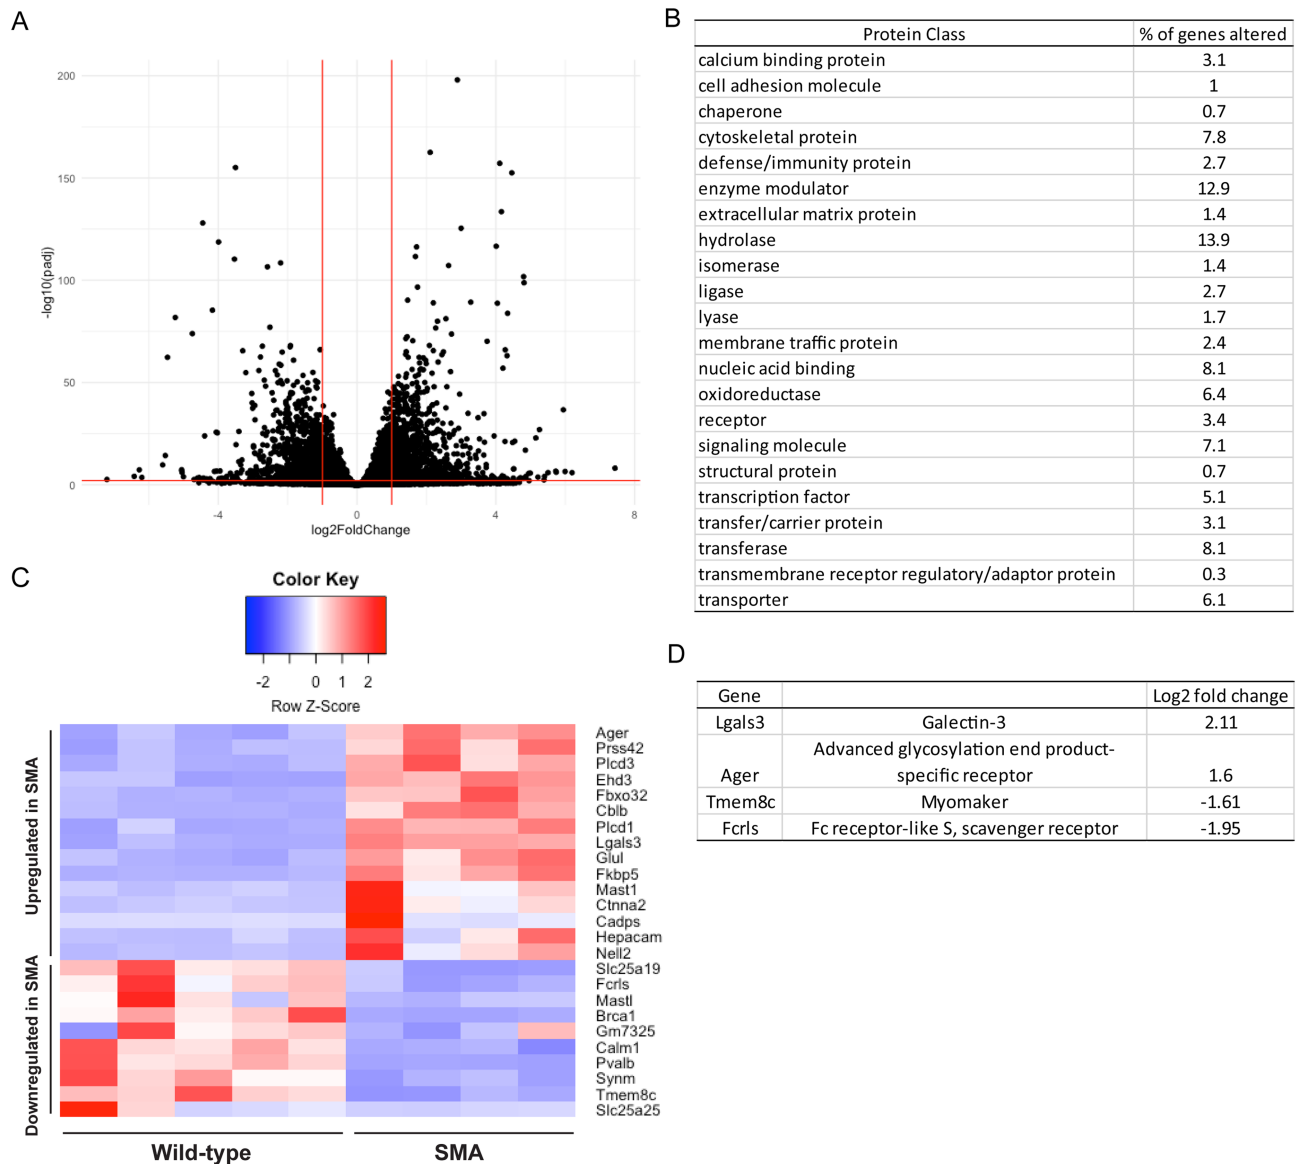 A
-log10(padj)
200
150
100
50
0
-4
0
4
8
log2FoldChange
B
Protein Class % of genes altered
calcium binding protein 3.1
cell adhesion molecule 1
chaperone 0.7
cytoskeletal protein 7.8
defense/immunity protein 2.7
enzyme modulator 12.9
extracellular matrix protein 1.4
hydrolase 13.9
isomerase 1.4
ligase 2.7
lyase 1.7
membrane traffic protein 2.4
nucleic acid binding 8.1
oxidoreductase 6.4
receptor 3.4
signaling molecule 7.1
structural protein 0.7
transcription factor 5.1
transfer/carrier protein 3.1
transferase 8.1
transmembrane receptor regulatory/adaptor protein 0.3
transporter 6.1
C
Color Key
-2 0 1 2
Row Z-Score
Upregulated in SMA
Downregulated in SMA
Ager
Prss42
Plcd3
Ehd3
Fbxo32
Cblb
Plcd1
Lgals3
Glul
Fkbp5
Mast1
Ctnna2
Cadps
Hepacam
Nell2
Slc25a19
Fcrls
Mastl
Brca1
Gm7325
Calm1
Pvalb
Synm
Tmem8c
Slc25a25
Wild-type SMA
D
Gene Log2 fold change
Lgals3 Galectin-3 2.11
Advanced glycosylation end product-
Ager specific receptor 1.6
Tmem8c Myomaker -1.61
Fcrls Fc receptor-like S, scavenger receptor -1.95